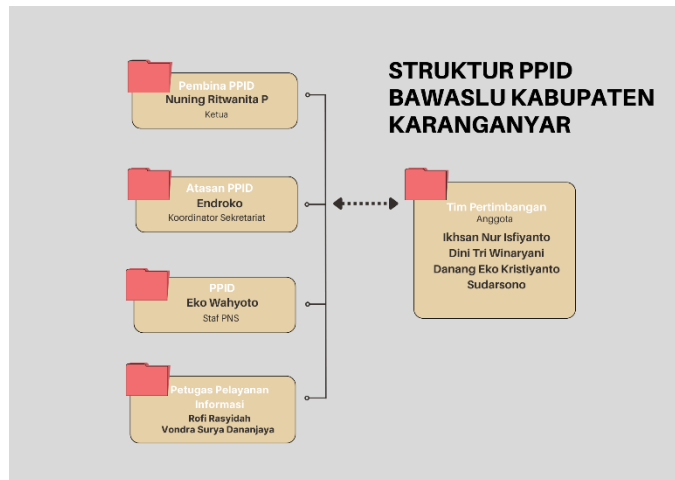 STRUKTUR PPID
BAWASLU KABUPATEN
KARANGANYAR
Pembina PPID
Nuning Ritwanita P
Ketua
Atasan PPID
Endroko
Koordinator Sekretariat
PPID
Eko Wahyoto
Staf PNS
Petugas Pelayanan
Informasi
Rofi Rasyidah
Vondra Surya Dananjaya
Tim Pertimbangan
Anggota
Ikhsan Nur Isfiyanto
Dini Tri Winaryani
Danang Eko Kristiyanto
Sudarsono